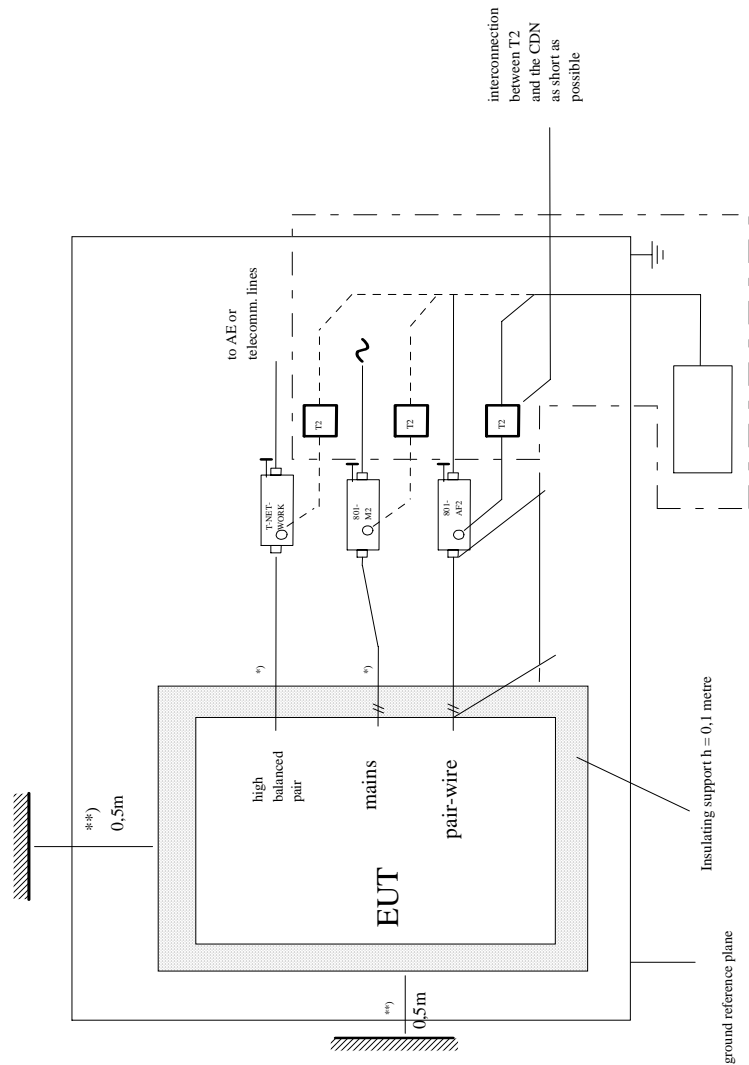 interconnection
between T2
and the CDN
as short as
possible
to AE or
telecomm. lines
T2
T2
T2
T-NET-
WORK
801-
M2
801-
AF2
*)
*)
high
balanced
pair
mains
pair-wire
EUT
**)
0,5m
**)
0,5m
Insulating support h = 0,1 metre
ground reference plane